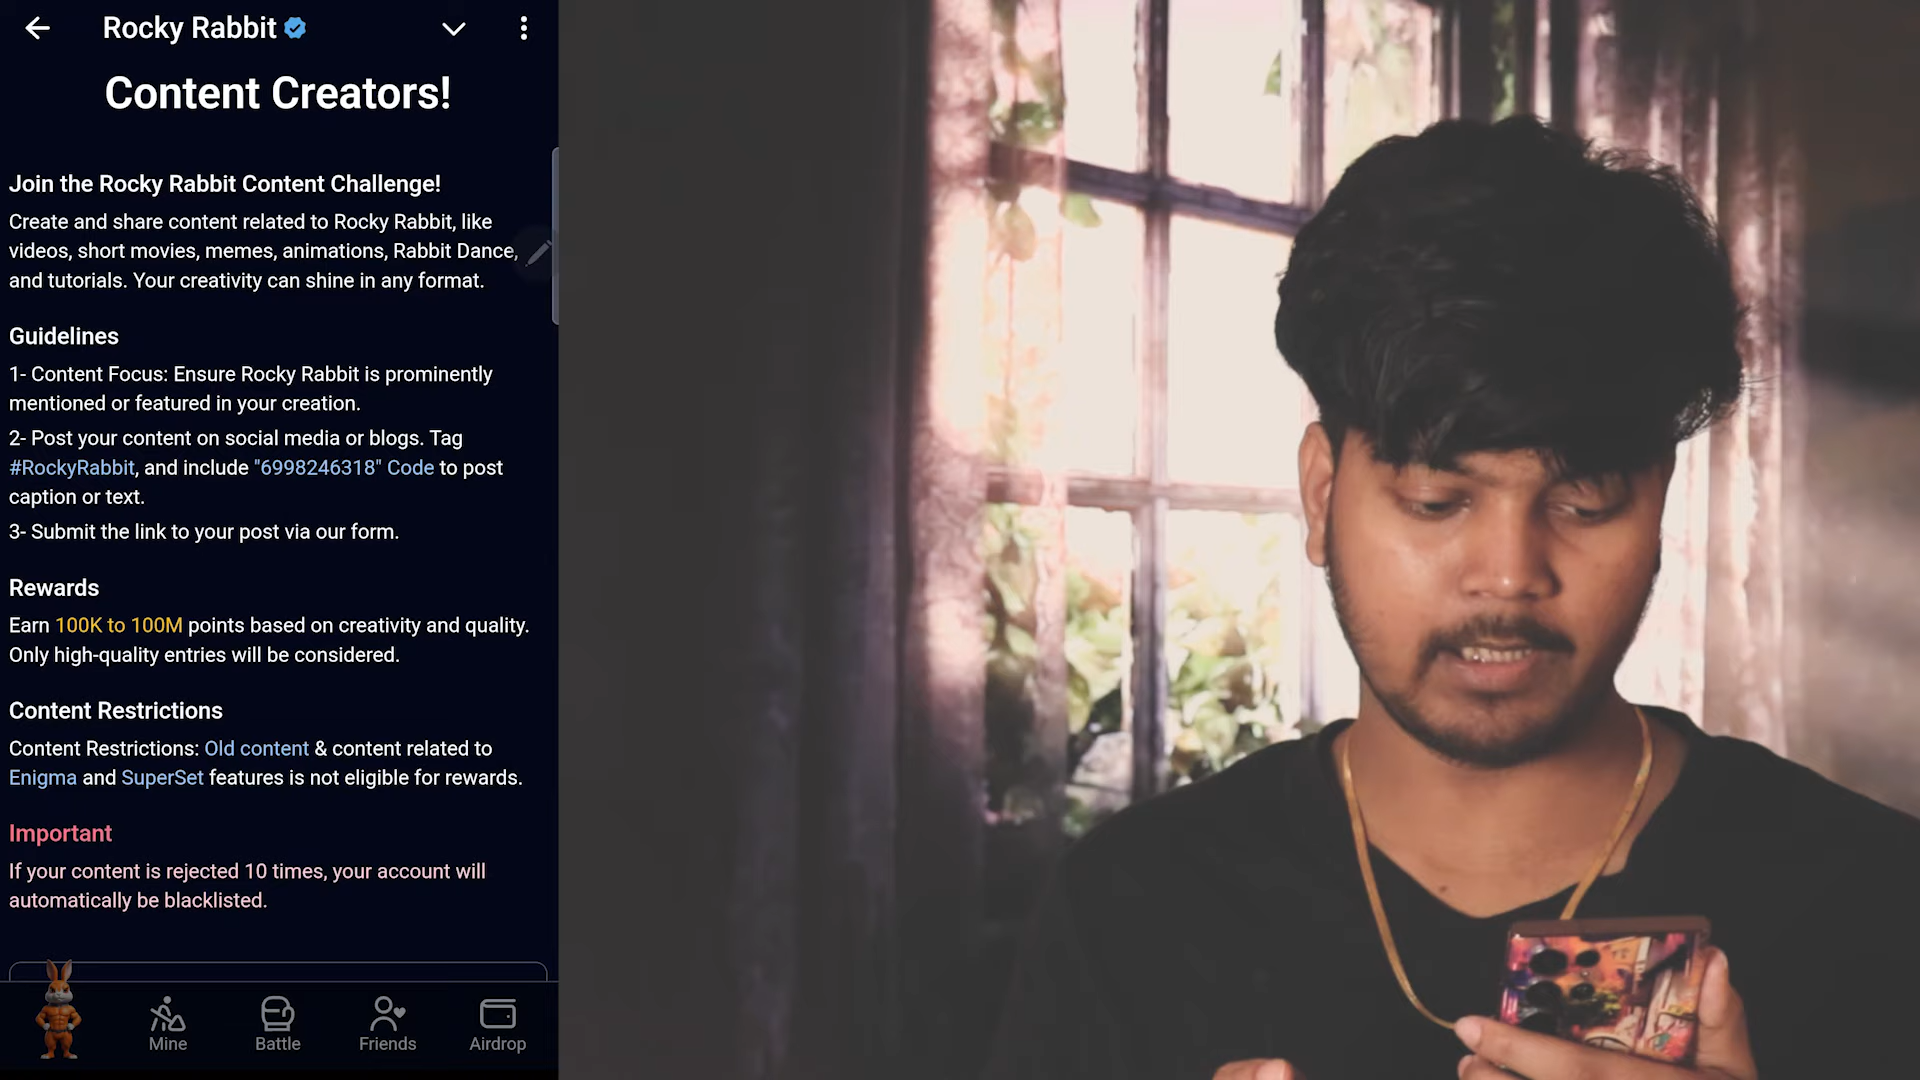 Rocky Rabbit
Content Creators!
Join the Rocky Rabbit Content Challenge!
Create and share content related to Rocky Rabbit, like
videos, short movies, memes, animations, Rabbit Dance,
and tutorials. Your creativity can shine in any format.
Guidelines
1- Content Focus: Ensure Rocky Rabbit is prominently
mentioned or featured in your creation.
2- Post your content on social media or blogs. Tag
#RockyRabbit, and include "6998246318" Code to post
caption or text.
3- Submit the link to your post via our form.
Rewards
Earn 100K to 100M points based on creativity and quality.
Only high-quality entries will be considered.
Content Restrictions
Content Restrictions: Old content & content related to
Enigma and SuperSet features is not eligible for rewards.
Important
If your content is rejected 10 times, your account will
automatically be blacklisted.
Mine Battle Friends Airdrop